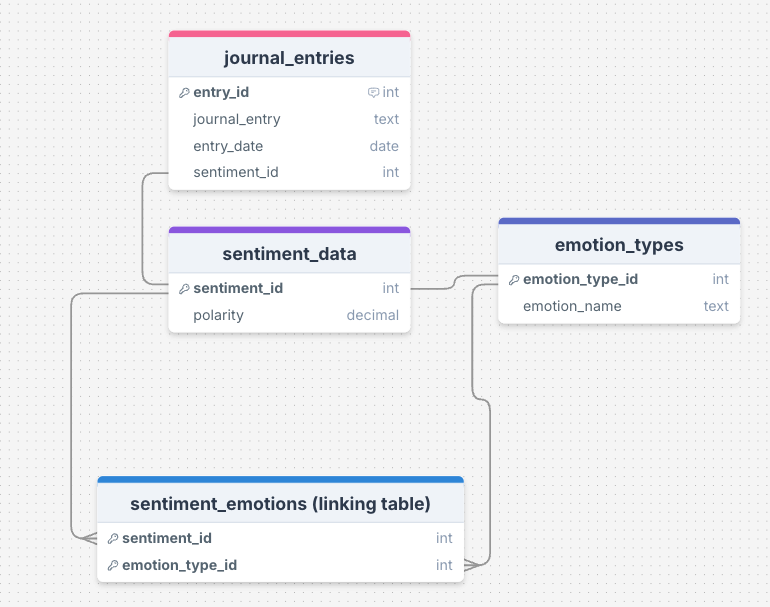 journal_entries
entry_id int
journal_entry text
entry_date date
sentiment_id int
sentiment_data
sentiment_id int
polarity decimal
emotion_types
emotion_type_id int
emotion_name text
sentiment_emotions (linking table)
sentiment_id int
emotion_type_id int